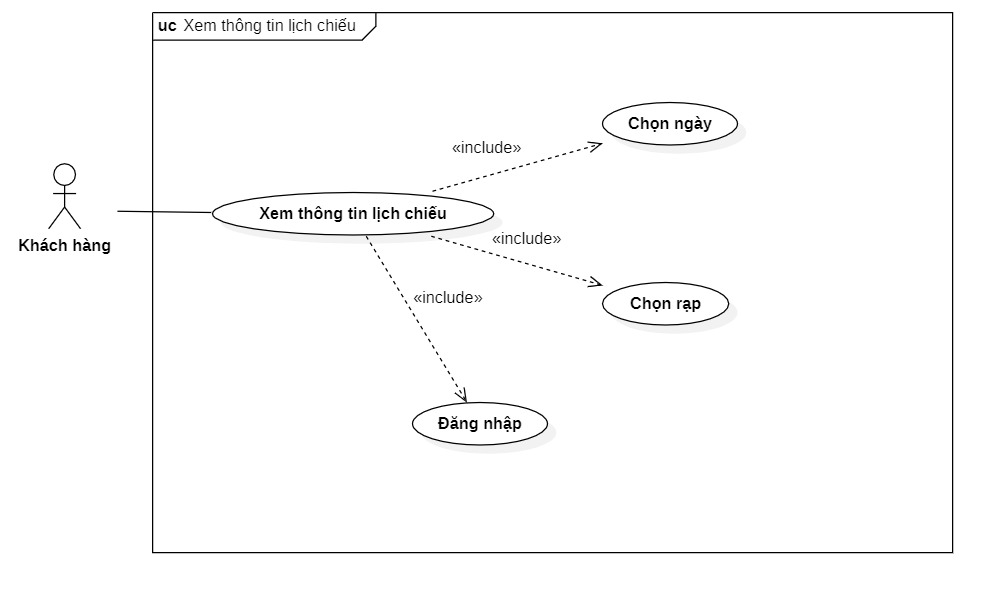 uc Xem thông tin lịch chiếu
Chọn ngày
«include»
Xem thông tin lịch chiếu
Khách hàng
«include»
«include»
Chọn rạp
Đăng nhập